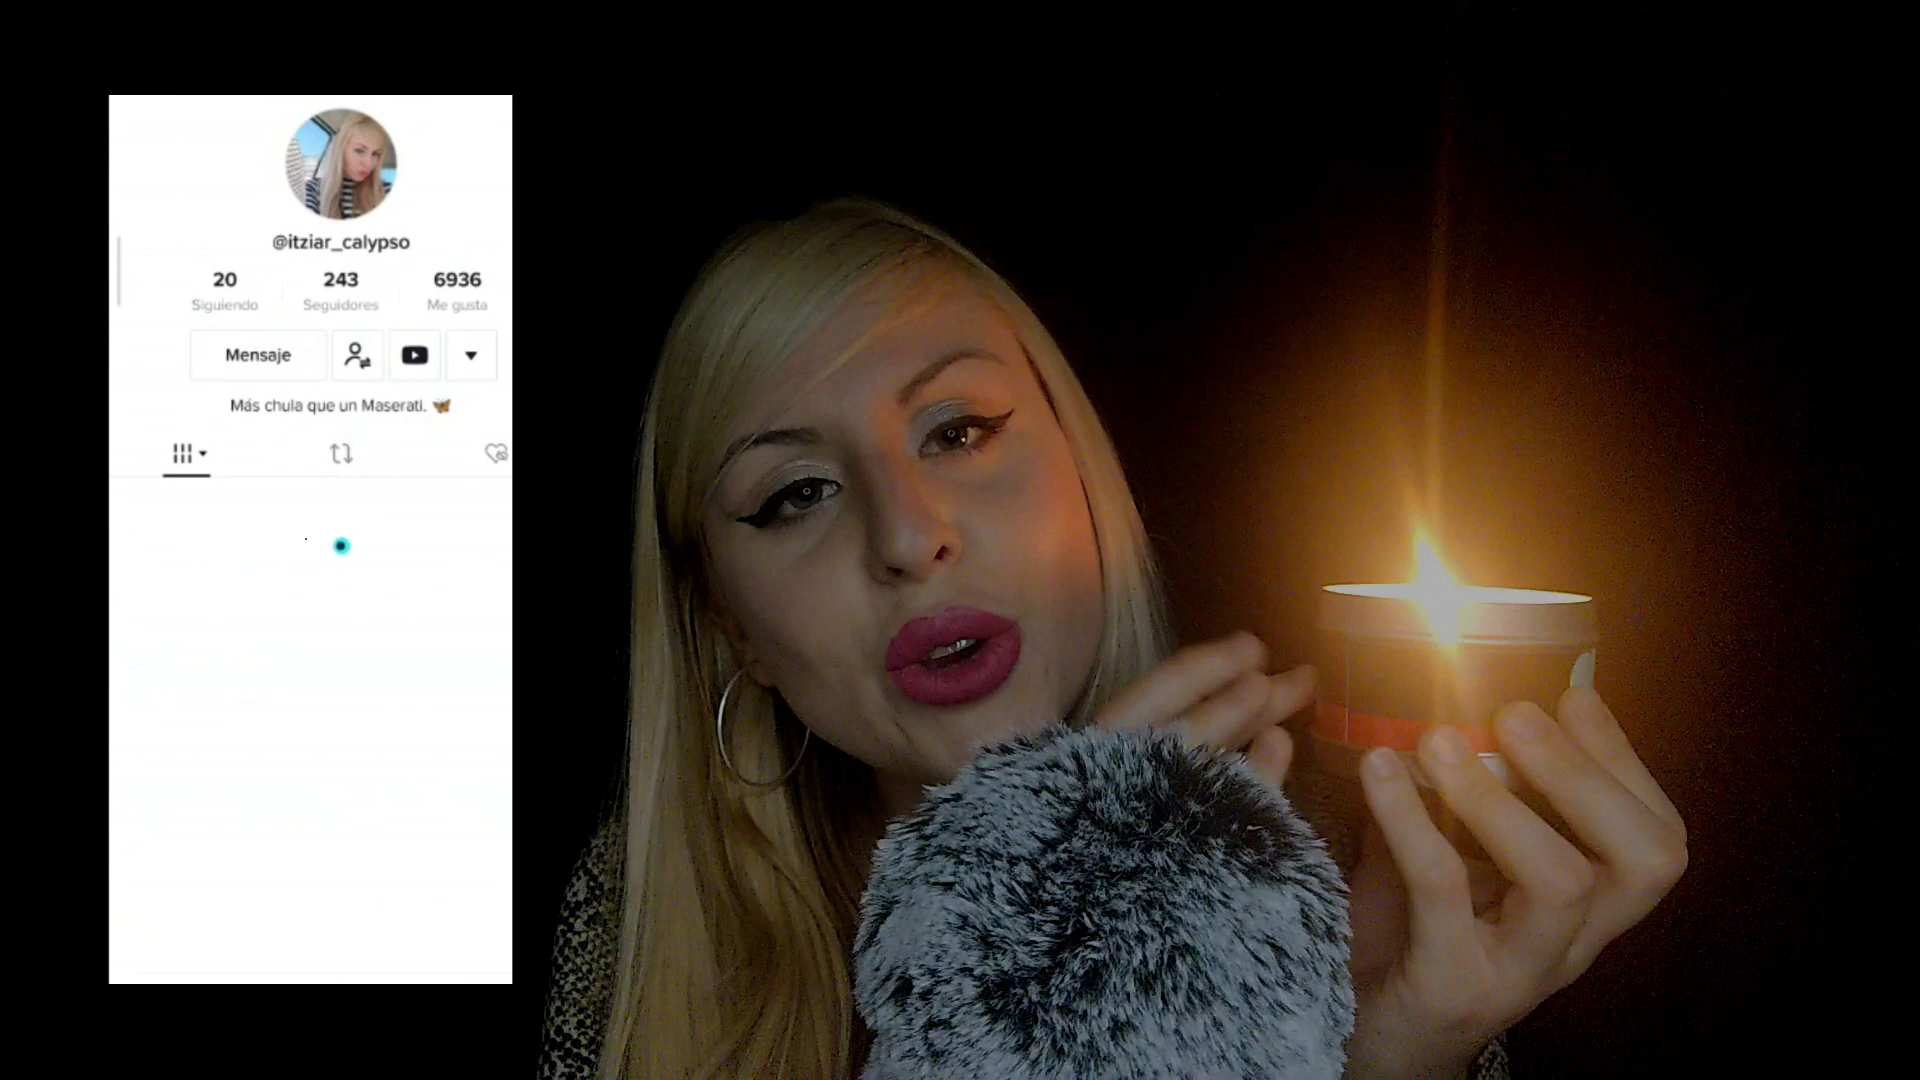 @itziar_calypso
20 243 6936
Siguiendo Seguidores Me gusta
Mensaje
Más chula que un Maserati. 🦋